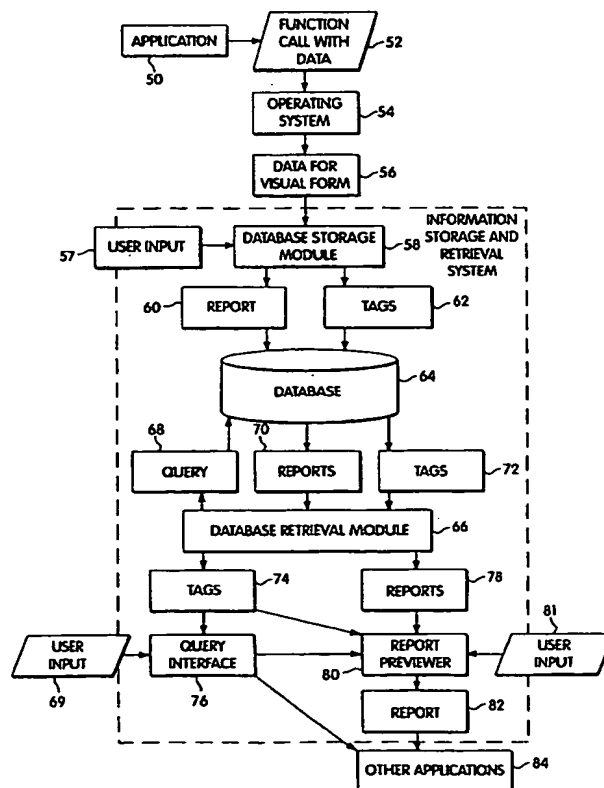 APPLICATION
50
FUNCTION
CALL WITH
DATA
52
OPERATING
SYSTEM
54
DATA FOR
VISUAL FORM
56
INFORMATION
STORAGE AND
RETRIEVAL
SYSTEM
57
USER INPUT
DATABASE STORAGE
MODULE
58
60
REPORT
TAGS
62
DATABASE
64
68
QUERY
70
REPORTS
TAGS
72
DATABASE RETRIEVAL MODULE
66
TAGS
74
REPORTS
78
81
USER
INPUT
69
QUERY
INTERFACE
76
REPORT
PREVIEWER
80
USER
INPUT
REPORT
82
OTHER APPLICATIONS
84